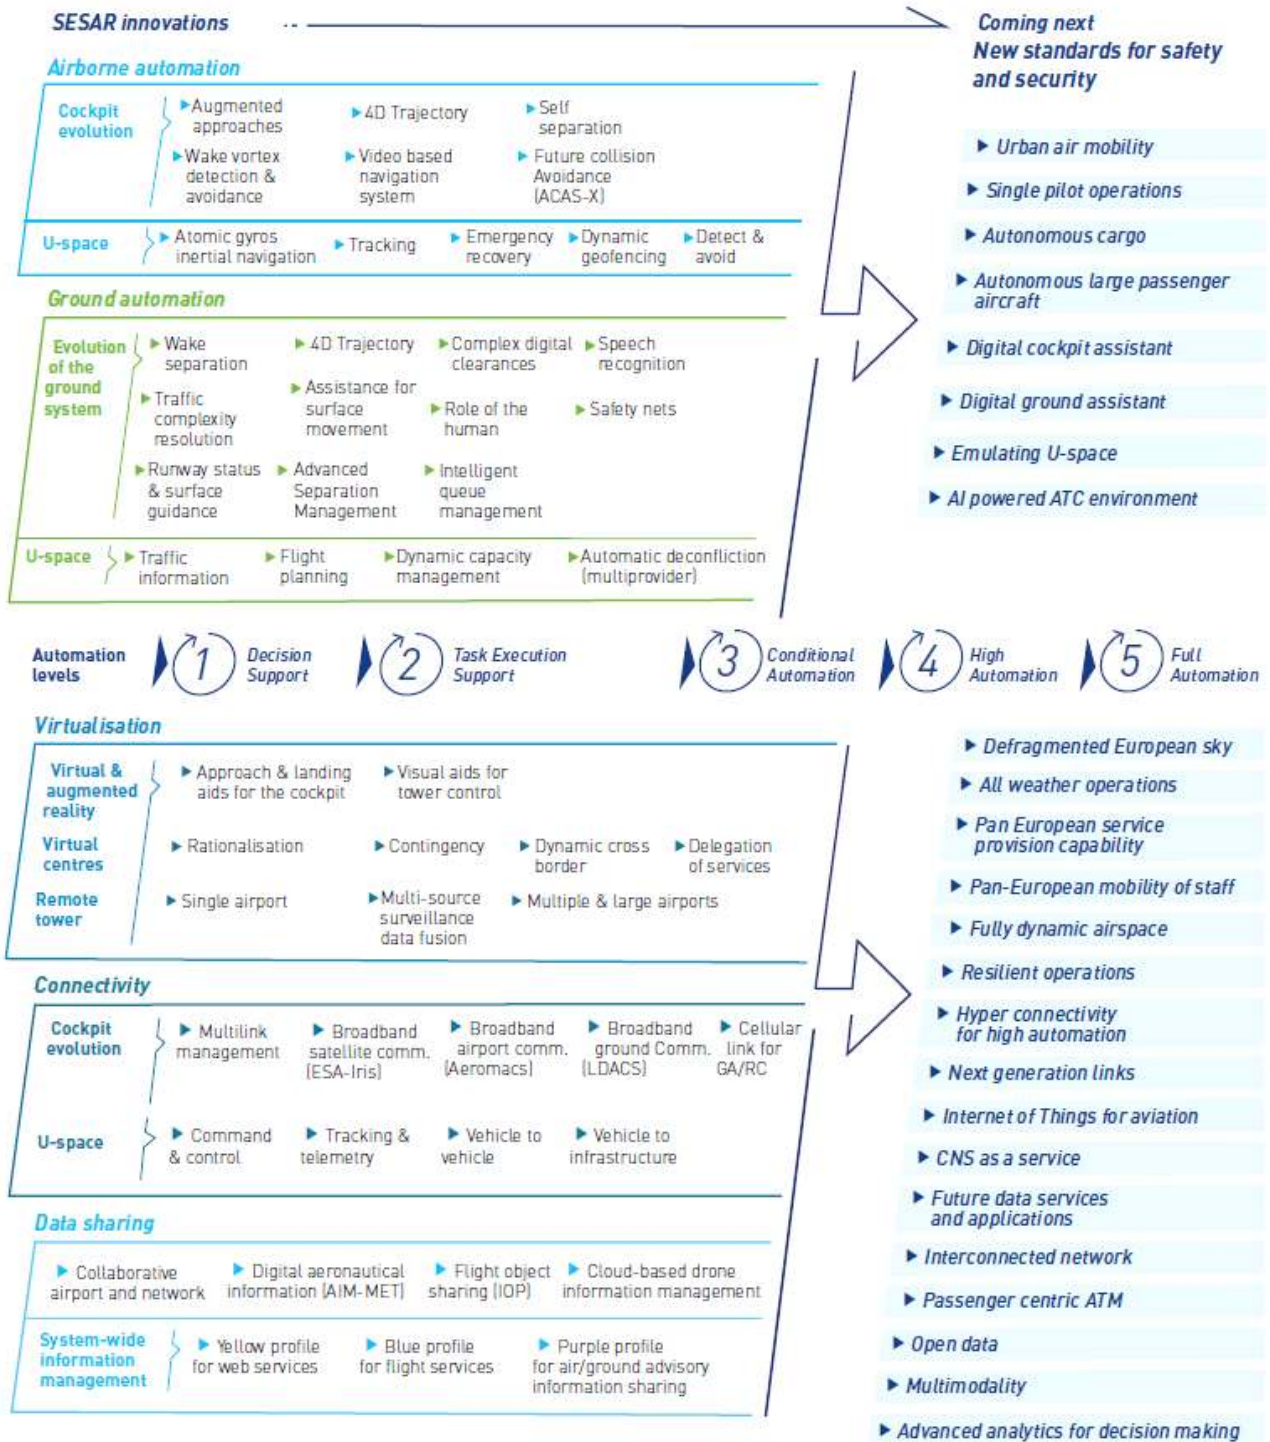 SESAR innovations
Coming next
New standards for safety
and security
Airborne automation
Cockpit
evolution
Augmented
approaches
4D Trajectory
Self
separation
Wake vortex
detection &
avoidance
Video based
navigation
system
Future collision
Avoidance
(ACAS-X)
U-space
Atomic gyros
inertial navigation
Tracking
Emergency
recovery
Dynamic
geofencing
Detect &
avoid
Ground automation
Evolution
of the
ground
system
Wake
separation
4D Trajectory
Complex digital
clearances
Speech
recognition
Traffic
complexity
resolution
Assistance for
surface
movement
Role of the
human
Safety nets
Runway status
& surface
guidance
Advanced
Separation
Management
Intelligent
queue
management
U-space
Traffic
information
Flight
planning
Dynamic capacity
management
Automatic deconfliction
(multiprovider)
Urban air mobility
Single pilot operations
Autonomous cargo
Autonomous large passenger
aircraft
Digital cockpit assistant
Digital ground assistant
Emulating U-space
AI powered ATC environment
Automation
levels
1
Decision
Support
2
Task Execution
Support
3
Conditional
Automation
4
High
Automation
5
Full
Automation
Virtualisation
Virtual &
augmented
reality
Approach & landing
aids for the cockpit
Visual aids for
tower control
Virtual
centres
Rationalisation
Contingency
Dynamic cross
border
Delegation
of services
Remote
tower
Single airport
Multi-source
surveillance
data fusion
Multiple & large airports
Connectivity
Cockpit
evolution
Multilink
management
Broadband
satellite comm.
(ESA-Iris)
Broadband
airport comm.
(Aeromacs)
Broadband
ground Comm.
(LDACS)
Cellular
link for
GA/RC
U-space
Command
& control
Tracking &
telemetry
Vehicle to
vehicle
Vehicle to
infrastructure
Data sharing
Collaborative
airport and network
Digital aeronautical
information (AIM-MET)
Flight object
sharing (IOP)
Cloud-based drone
information management
System-wide
information
management
Yellow profile
for web services
Blue profile
for flight services
Purple profile
for air/ground advisory
information sharing
Defragmented European sky
All weather operations
Pan European service
provision capability
Pan-European mobility of staff
Fully dynamic airspace
Resilient operations
Hyper connectivity
for high automation
Next generation links
Internet of Things for aviation
CNS as a service
Future data services
and applications
Interconnected network
Passenger centric ATM
Open data
Multimodality
Advanced analytics for decision making